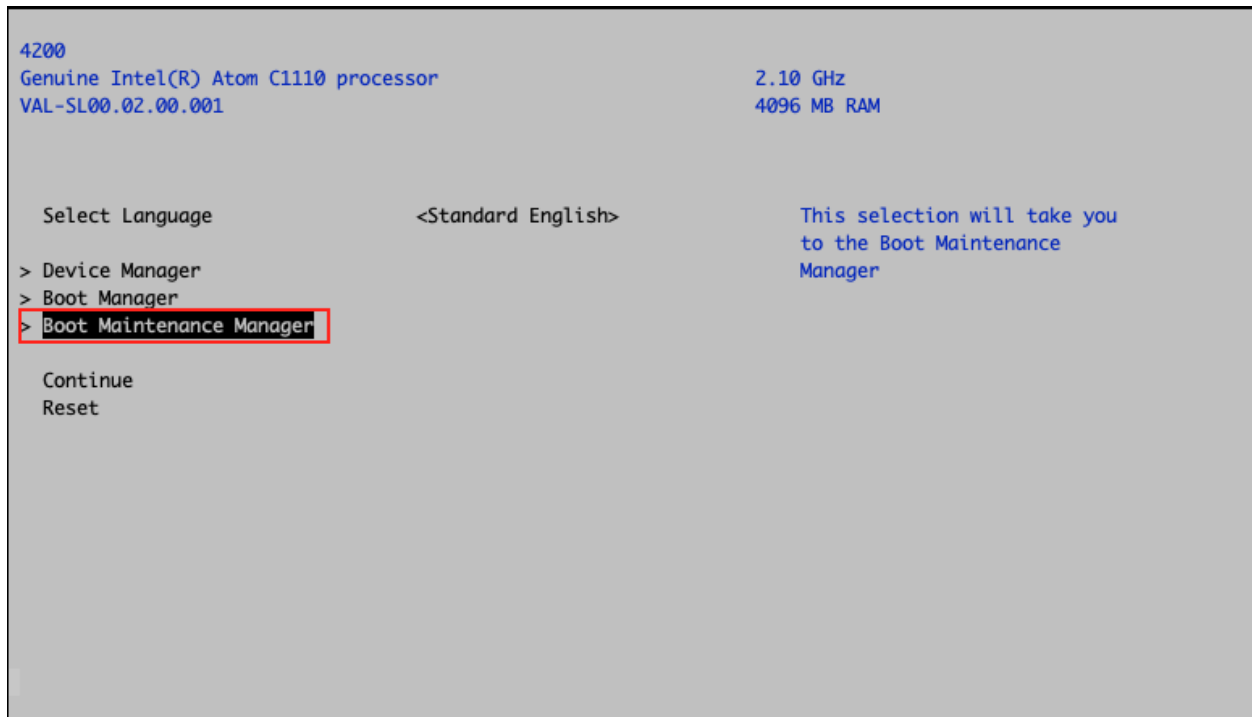 4200
Genuine Intel(R) Atom C1110 processor 2.10 GHz
VAL-SL00.02.00.001 4096 MB RAM
Select Language <Standard English> This selection will take you
to the Boot Maintenance
> Device Manager Manager
> Boot Manager
> Boot Maintenance Manager
Continue
Reset